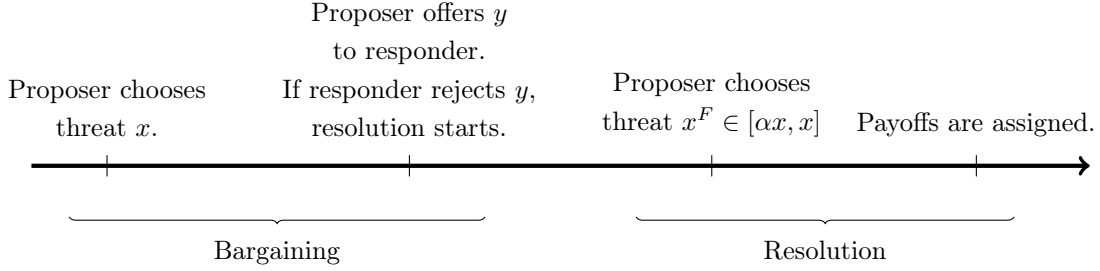 Proposer chooses
threat x.
Proposer offers y
to responder.
If responder rejects y,
resolution starts.
Proposer chooses
threat x^F ∈ [αx, x]
Payoffs are assigned.
Bargaining
Resolution